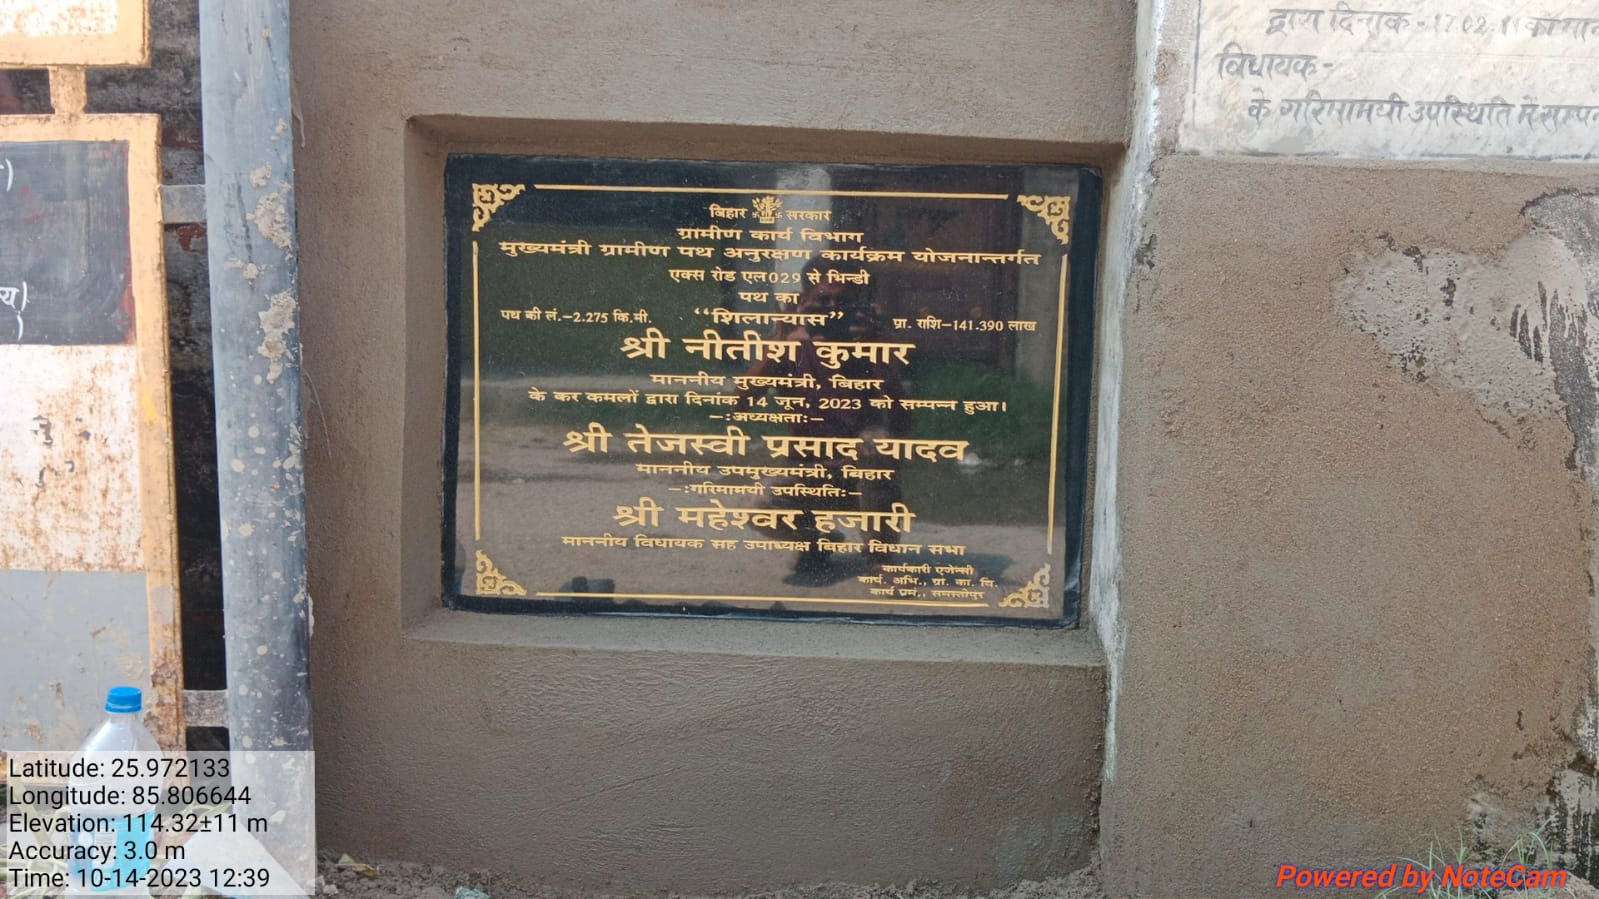 द्वारा दिनांक - 17.02.11 को
विधायक-
के गरिमामयी उपस्थिति में
बिहार सरकार
ग्रामीण कार्य विभाग
मुख्यमंत्री ग्रामीण पथ अनुरक्षण कार्यक्रम योजनान्तर्गत
एक्स रोड एल029 से भिन्डी
पथ का
पथ की लं.–2.275 कि.मी. “शिलान्यास” प्रा. राशि–141.390 लाख
श्री नीतीश कुमार
माननीय मुख्यमंत्री, बिहार
के कर कमलों द्वारा दिनांक 14 जून, 2023 को सम्पन्न हुआ।
–:अध्यक्षता:–
श्री तेजस्वी प्रसाद यादव
माननीय उपमुख्यमंत्री, बिहार
–:गरिमामयी उपस्थिति:–
श्री महेश्वर हजारी
माननीय विधायक सह उपाध्यक्ष बिहार विधान सभा
कार्यकारी एजेन्सी
कार्य. अभि., ग्रा. का. वि.
कार्य प्रमं., समस्तीपुर
Latitude: 25.972133
Longitude: 85.806644
Elevation: 114.32±11 m
Accuracy: 3.0 m
Time: 10-14-2023 12:39
Powered by NoteCam